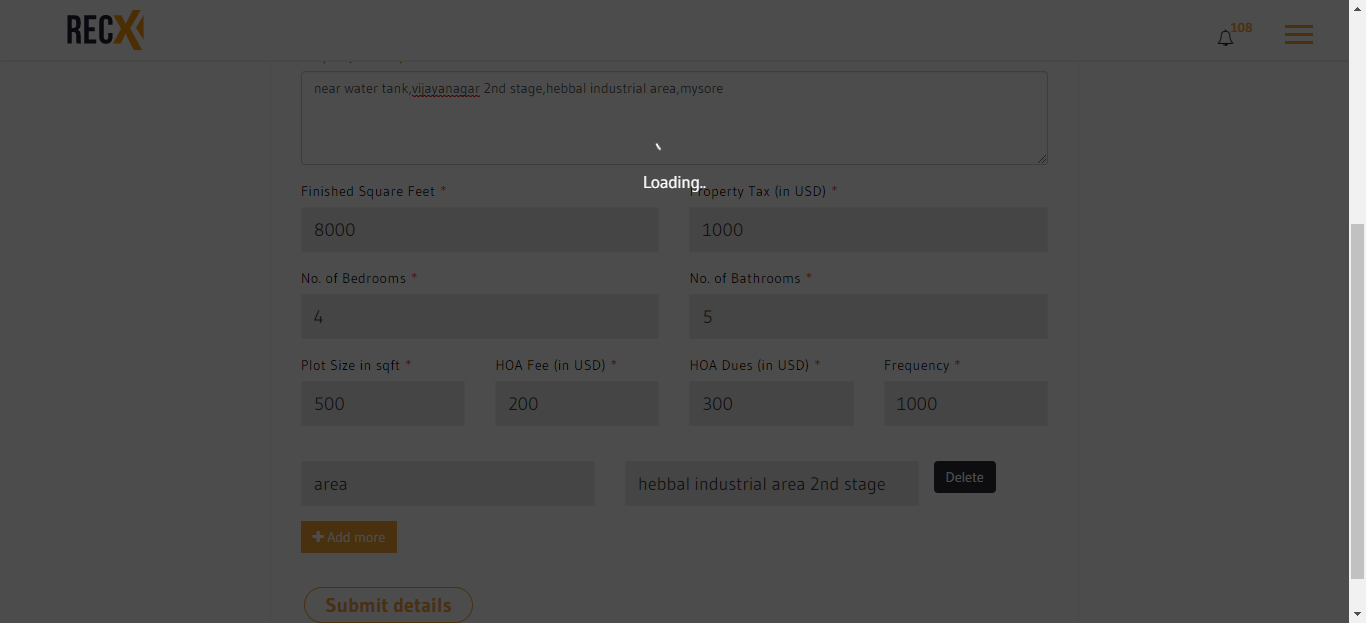 RECX
108
near water tank,vijayanagar 2nd stage,hebbal industrial area,mysore
Loading..
Finished Square Feet *
Property Tax (in USD) *
8000
1000
No. of Bedrooms *
No. of Bathrooms *
4
5
Plot Size in sqft *
HOA Fee (in USD) *
HOA Dues (in USD) *
Frequency *
500
200
300
1000
area
hebbal industrial area 2nd stage
Delete
Add more
Submit details